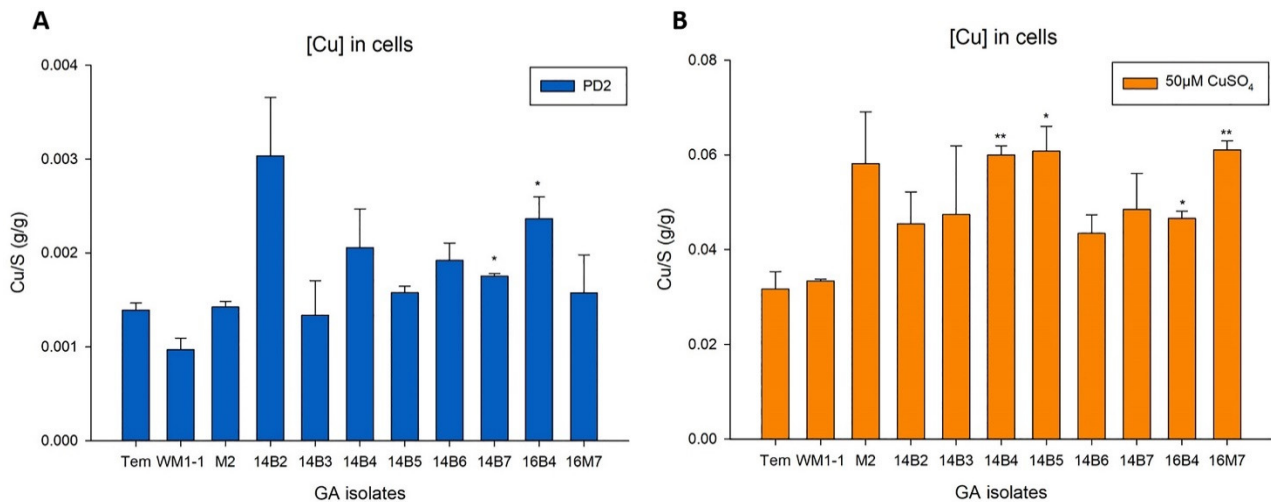 A
[Cu] in cells
PD2
Cu/S (g/g)
0.004
0.003
0.002
0.001
0.000
*
*
Tem WM1-1 M2 14B2 14B3 14B4 14B5 14B6 14B7 16B4 16M7
GA isolates
B
[Cu] in cells
50µM CuSO₄
Cu/S (g/g)
0.08
0.06
0.04
0.02
0.00
**
*
*
**
Tem WM1-1 M2 14B2 14B3 14B4 14B5 14B6 14B7 16B4 16M7
GA isolates